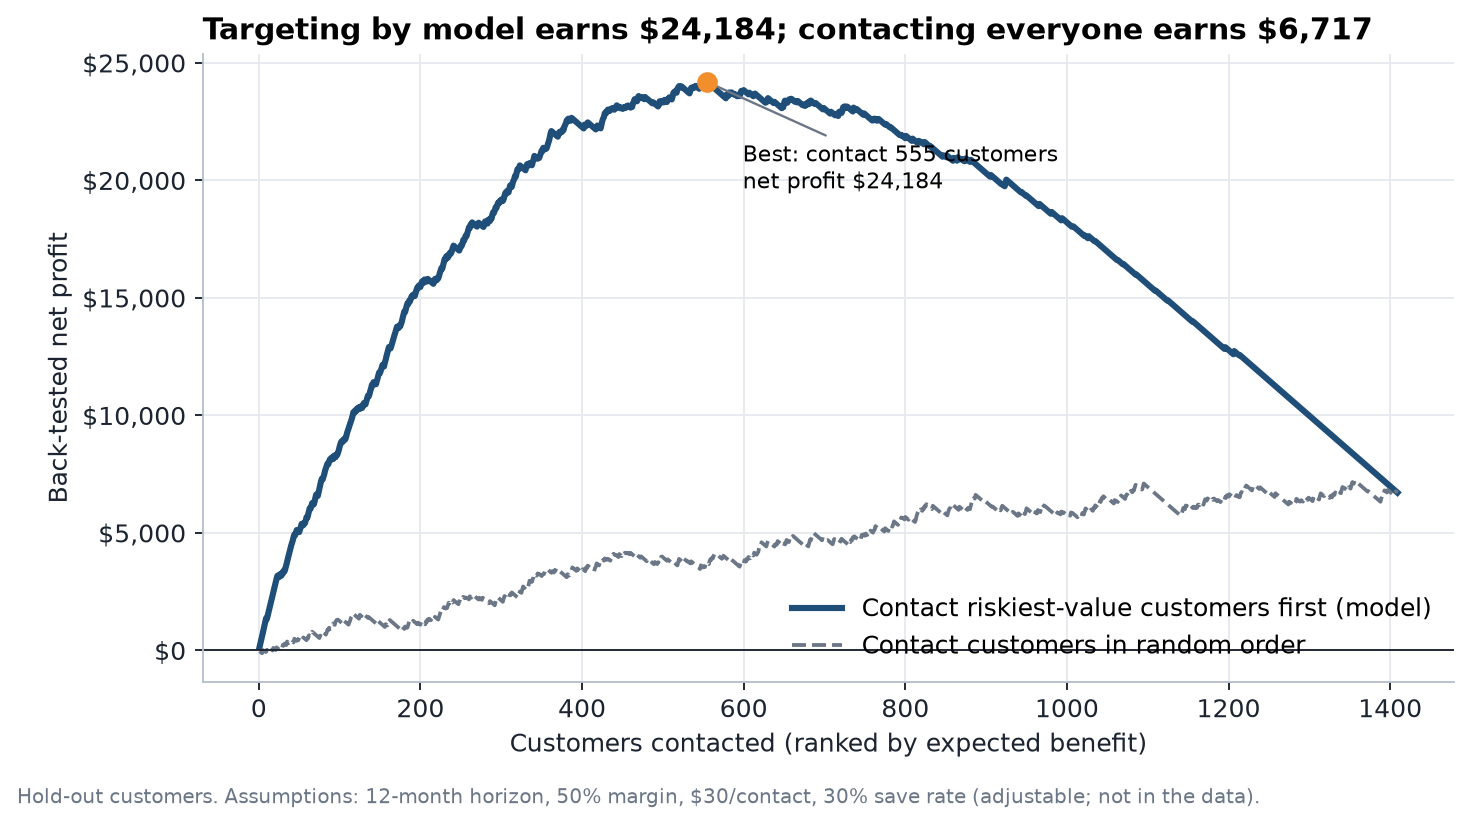 Targeting by model earns $24,184; contacting everyone earns $6,717
Back-tested net profit
$25,000
$20,000
$15,000
$10,000
$5,000
$0
Best: contact 555 customers
net profit $24,184
Contact riskiest-value customers first (model)
Contact customers in random order
0 200 400 600 800 1000 1200 1400
Customers contacted (ranked by expected benefit)
Hold-out customers. Assumptions: 12-month horizon, 50% margin, $30/contact, 30% save rate (adjustable; not in the data).